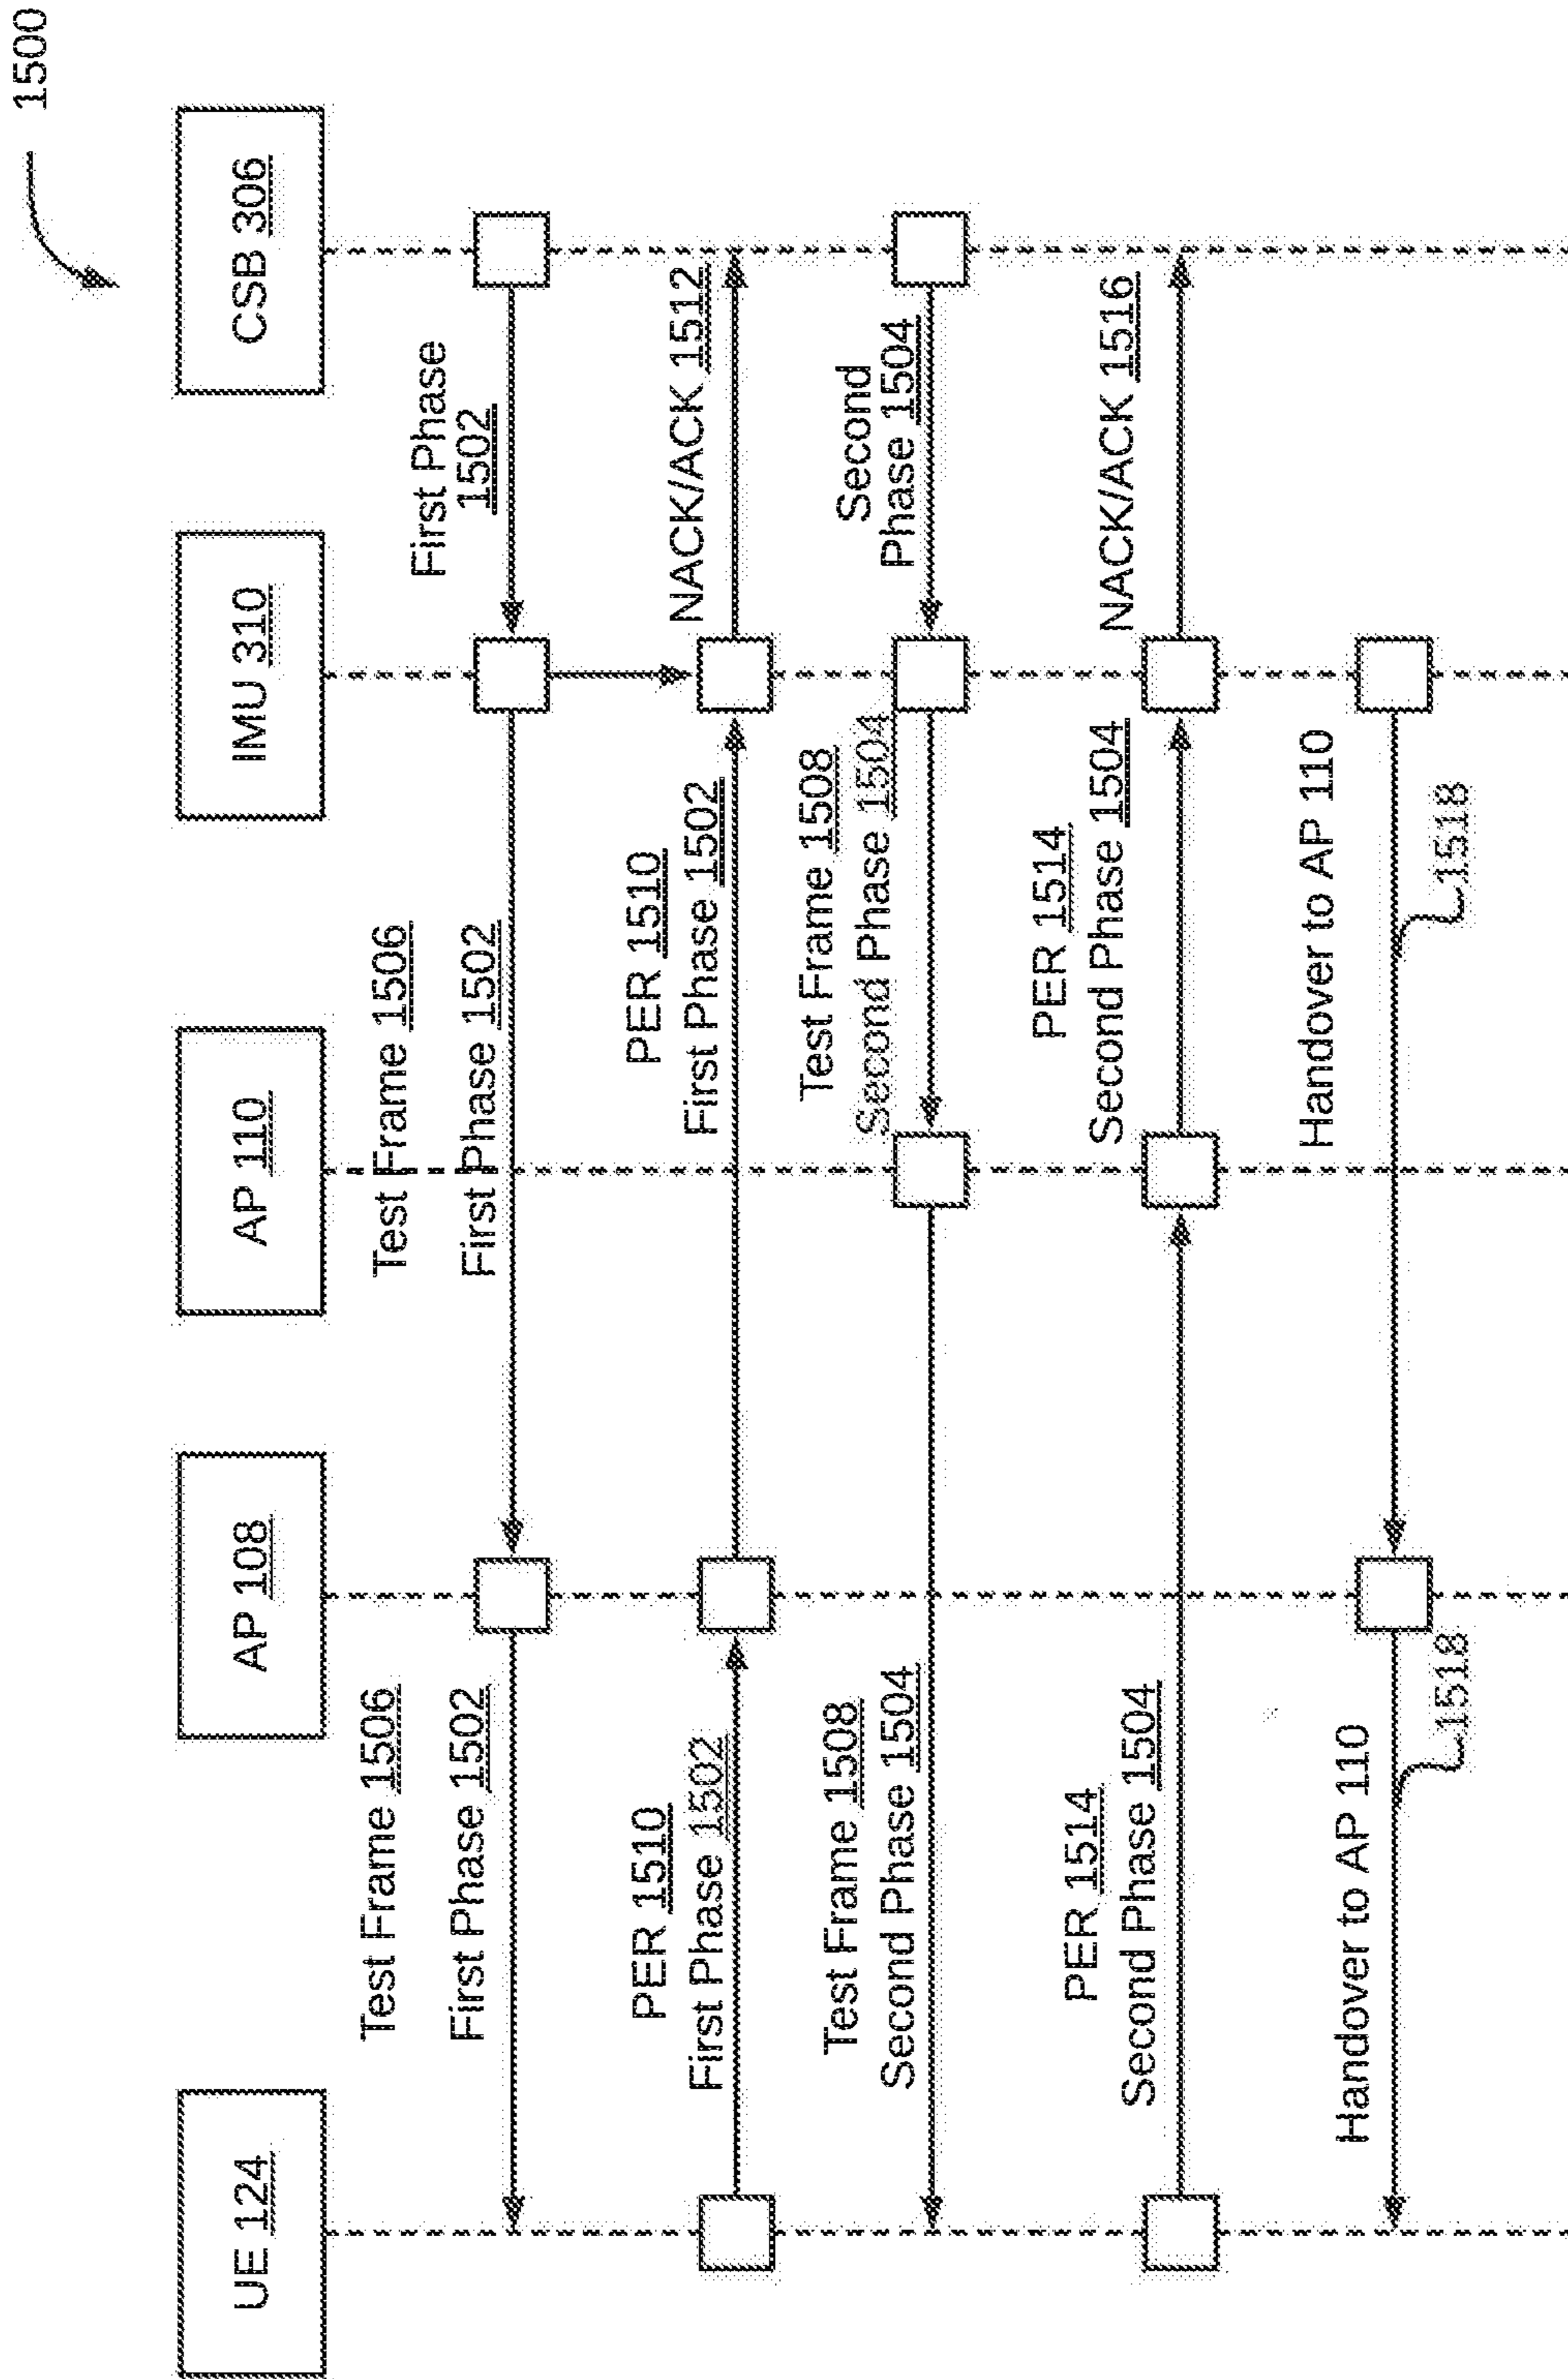 1500
UE 124
AP 108
AP 110
IMU 310
CSB 306
Test Frame 1506
First Phase 1502
Test Frame 1506
First Phase 1502
First Phase
1502
PER 1510
First Phase 1502
PER 1510
First Phase 1502
NACK/ACK 1512
Test Frame 1508
Second Phase 1504
Test Frame 1508
Second Phase 1504
Second
Phase 1504
PER 1514
Second Phase 1504
PER 1514
Second Phase 1504
NACK/ACK 1516
Handover to AP 110
1518
Handover to AP 110
1518